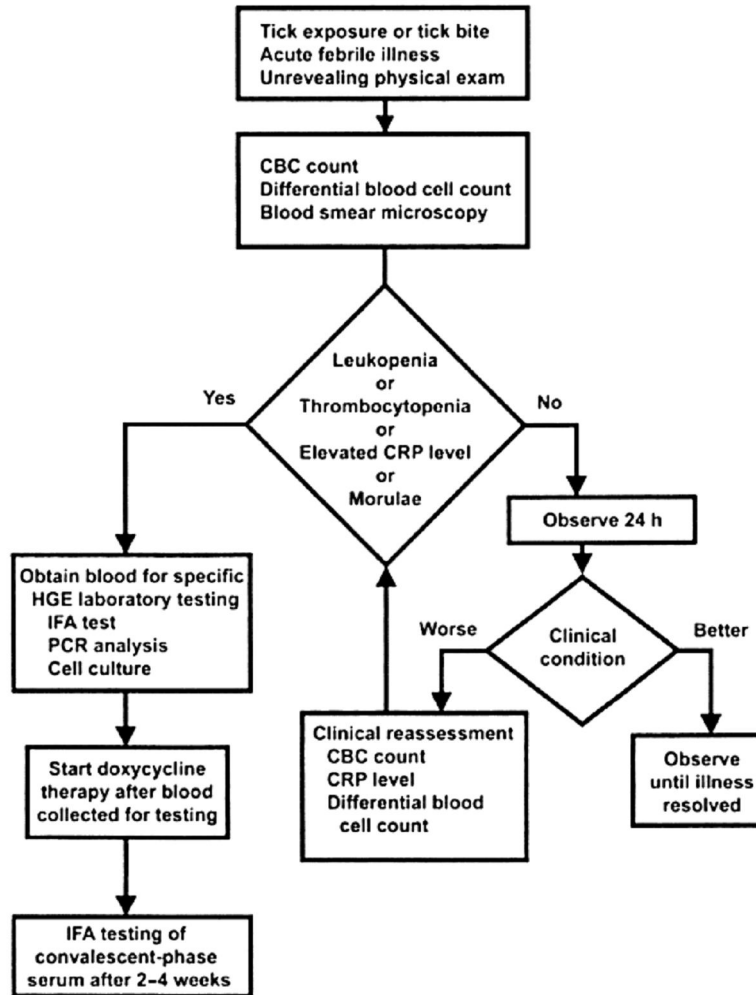 Tick exposure or tick bite
Acute febrile illness
Unrevealing physical exam
CBC count
Differential blood cell count
Blood smear microscopy
Leukopenia
or
Thrombocytopenia
or
Elevated CRP level
or
Morulae
Yes
No
Obtain blood for specific
HGE laboratory testing
IFA test
PCR analysis
Cell culture
Start doxycycline
therapy after blood
collected for testing
IFA testing of
convalescent-phase
serum after 2–4 weeks
Observe 24 h
Clinical
condition
Worse
Better
Clinical reassessment
CBC count
CRP level
Differential blood
cell count
Observe
until illness
resolved